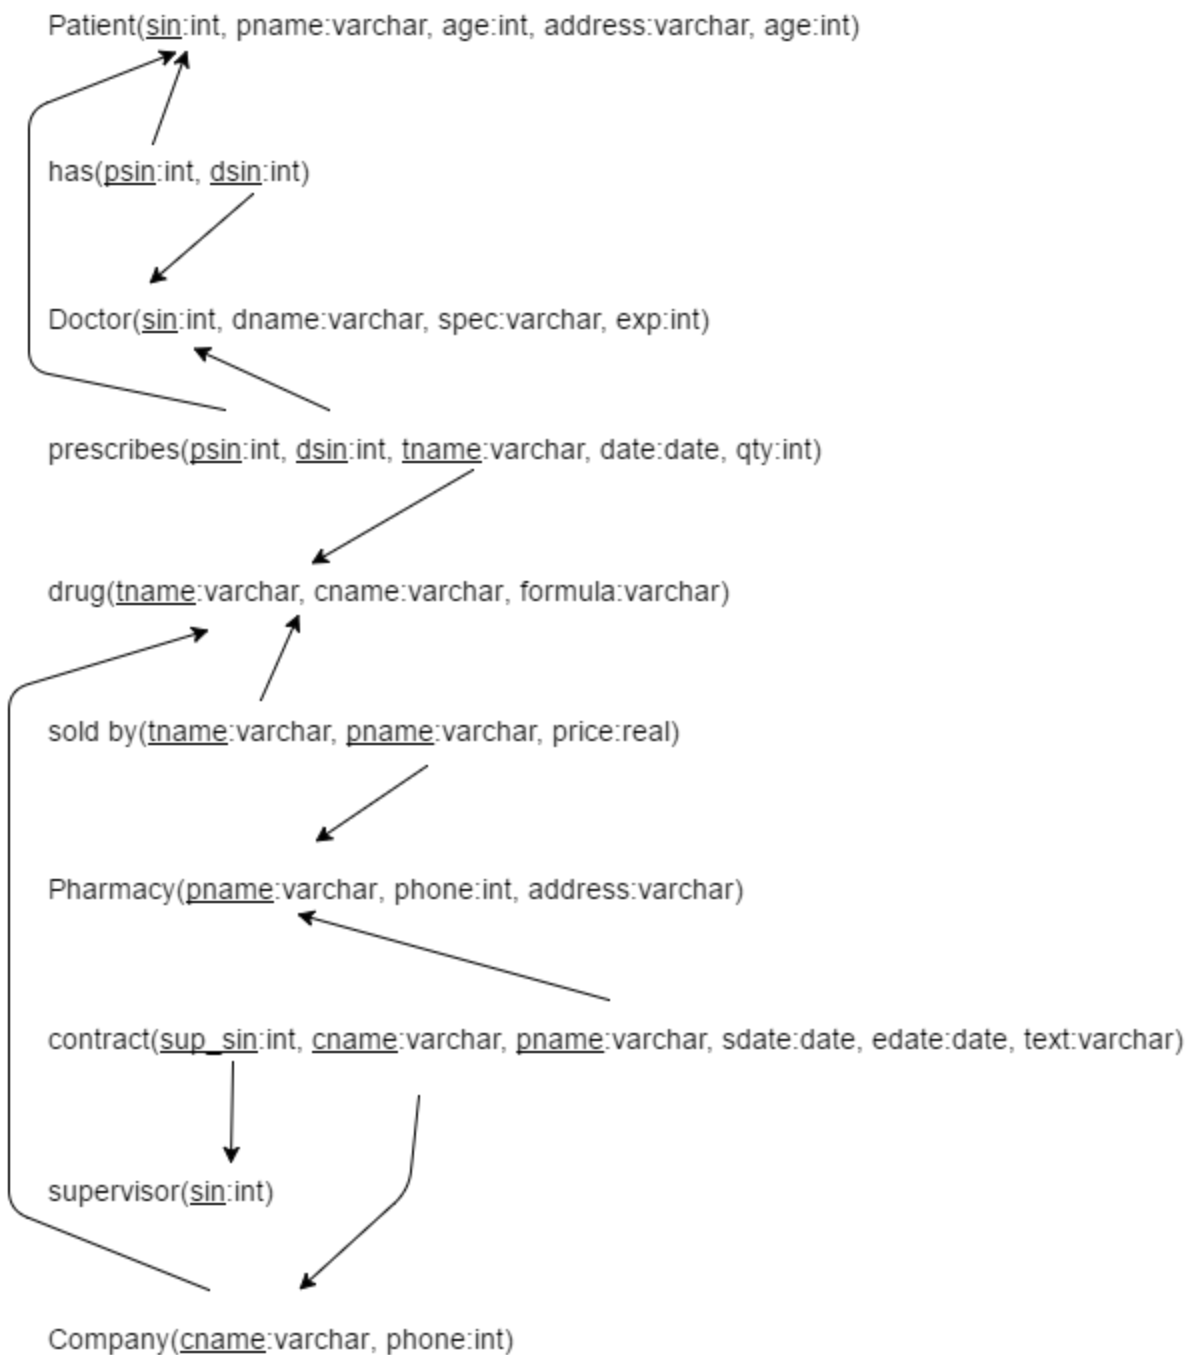 Patient(sin:int, pname:varchar, age:int, address:varchar, age:int)
has(psin:int, dsin:int)
Doctor(sin:int, dname:varchar, spec:varchar, exp:int)
prescribes(psin:int, dsin:int, tname:varchar, date:date, qty:int)
drug(tname:varchar, cname:varchar, formula:varchar)
sold by(tname:varchar, pname:varchar, price:real)
Pharmacy(pname:varchar, phone:int, address:varchar)
contract(sup_sin:int, cname:varchar, pname:varchar, sdate:date, edate:date, text:varchar)
supervisor(sin:int)
Company(cname:varchar, phone:int)